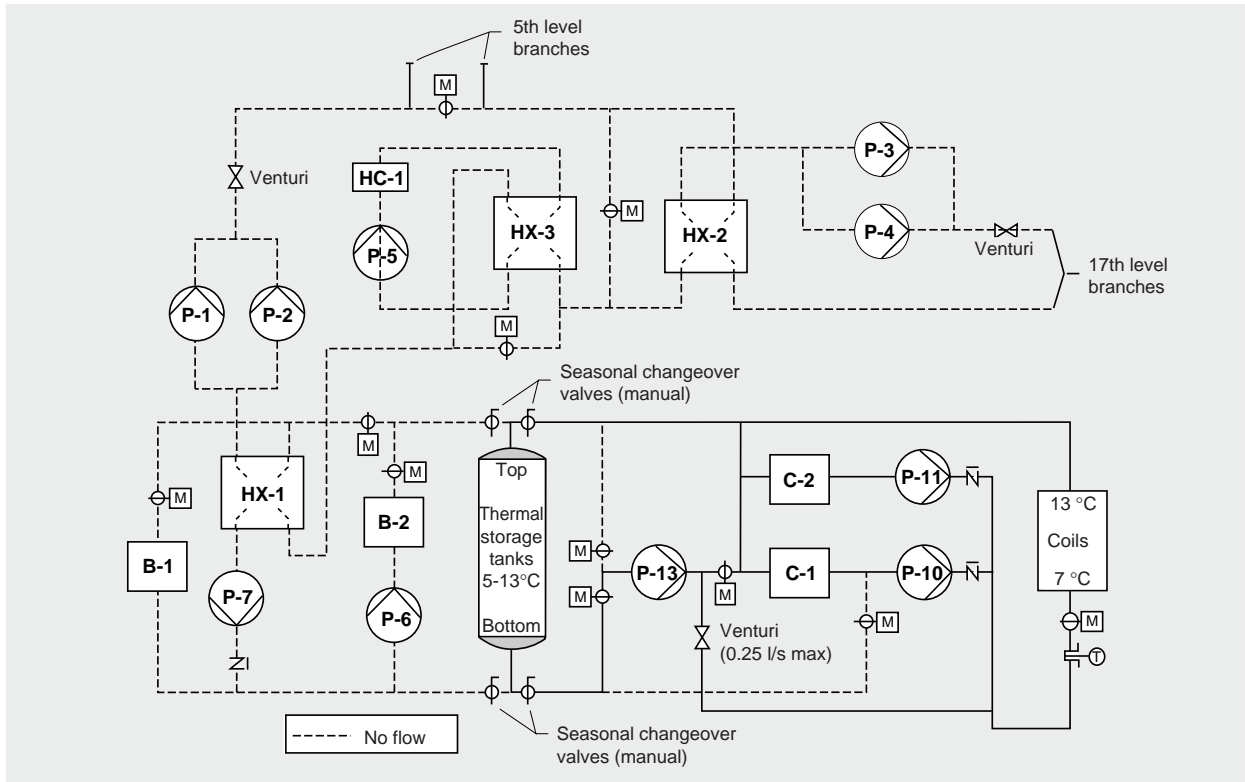 5th level
branches
M
Venturi
HC-1
P-5
HX-3
M
HX-2
P-3
P-4
Venturi
17th level
branches
P-1
P-2
M
Seasonal changeover
valves (manual)
M
M
HX-1
M
B-1
B-2
P-7
P-6
Top
Thermal
storage
tanks
5-13°C
Bottom
M
M
P-13
M
C-2
P-11
C-1
P-10
M
Venturi
(0.25 l/s max)
13 °C
Coils
7 °C
M
T
No flow
Seasonal changeover
valves (manual)